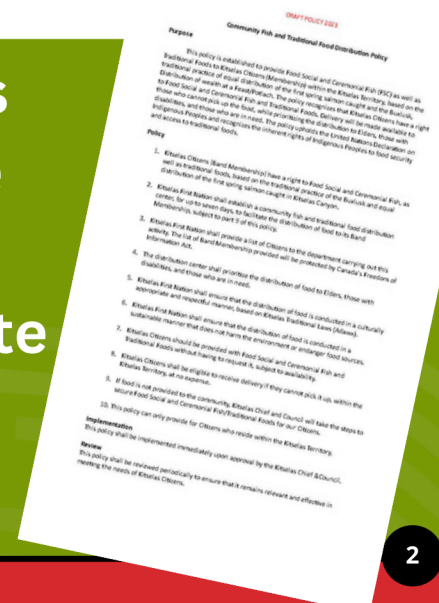 s
e
te
DRAFT POLICY 2023
Community Fish and Traditional Food Distribution Policy
Purpose
This policy is established to provide Food Social and Ceremonial Fish (FSC) as well as
Traditional Foods to Kitselas Citizens (Membership) within the Kitselas Territory, based on the
traditional practice of equal distribution of the first spring salmon caught and the Bualusk,
Distribution of wealth at a Feast/Potlach. The policy recognizes that Kitselas Citizens have a right
to Food Social and Ceremonial Fish and Traditional Foods. Delivery will be made available to
those who cannot pick up the food, while prioritizing the distribution to Elders, those with
disabilities, and those who are in need. The policy upholds the United Nations Declaration on
Indigenous Peoples and recognizes the inherent rights of Indigenous Peoples to food security
and access to traditional foods.
Policy
1. Kitselas Citizens (Band Membership) have a right to Food Social and Ceremonial Fish, as
well as traditional foods, based on the traditional practice of the Bualusk and equal
distribution of the first spring salmon caught in Kitselas Canyon.
2. Kitselas First Nation shall establish a community fish and traditional food distribution
center, for up to seven days, to facilitate the distribution of food to its Band
Membership, subject to part 9 of this policy.
3. Kitselas First Nation shall provide a list of Citizens to the department carrying out this
activity. The list of Band Membership provided will be protected by Canada's Freedom of
Information Act.
4. The distribution center shall prioritize the distribution of food to Elders, those with
disabilities, and those who are in need.
5. Kitselas First Nation shall ensure that the distribution of food is conducted in a culturally
appropriate and respectful manner, based on Kitselas Traditional Laws
6. Kitselas First Nation shall ensure that the distribution of food is conducted in a
sustainable manner that does not harm the environment or endanger food sources.
7. Kitselas Citizens should be provided with Food Social and Ceremonial Fish and
Traditional Foods without having to request it, subject to availability.
8. Kitselas Citizens shall be eligible to receive delivery if they cannot pick it up, within the
Kitselas Territory, at no expense.
9. If food is not provided to the community, Kitselas Chief and Council will take the steps to
secure Food Social and Ceremonial Fish/Traditional Foods for our Citizens.
10. This policy can only provide for Citizens who reside within the Kitselas Territory.
Implementation
This policy shall be implemented immediately upon approval by the Kitselas Chief &Council.
Review
This policy shall be reviewed periodically to ensure that it remains relevant and effective in
meeting the needs of Kitselas Citizens.
2